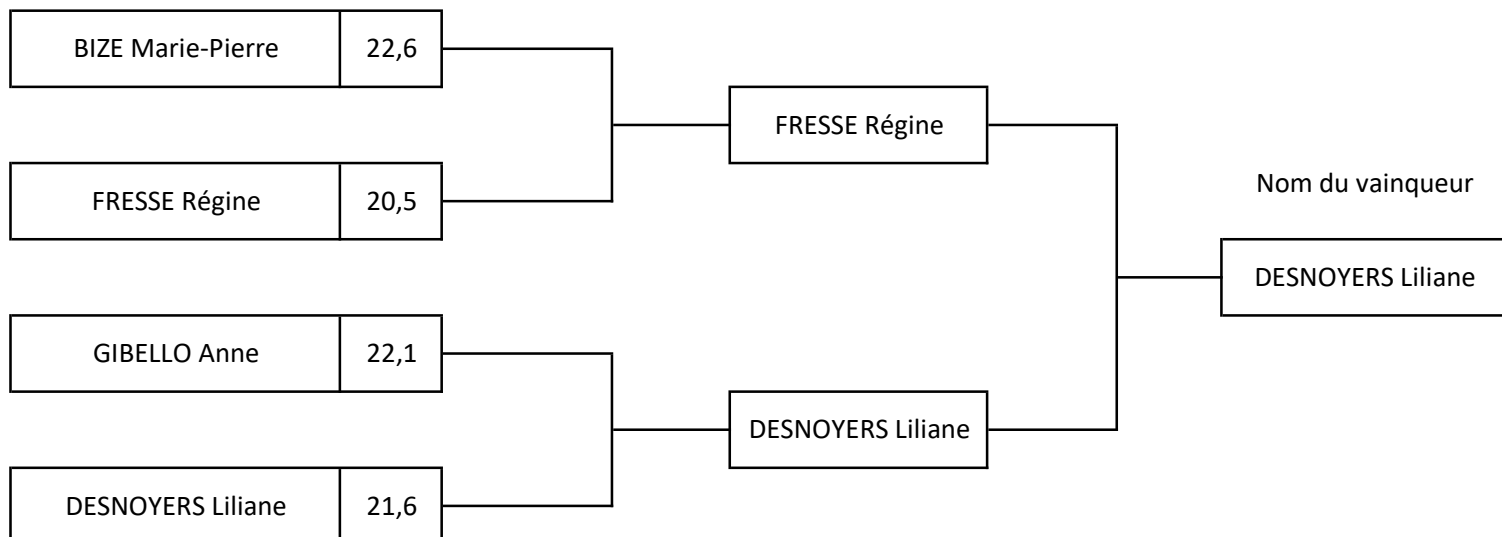 BIZE Marie-Pierre 22,6
FRESSE Régine
FRESSE Régine 20,5
Nom du vainqueur
DESNOYERS Liliane
GIBELLO Anne 22,1
DESNOYERS Liliane
DESNOYERS Liliane 21,6